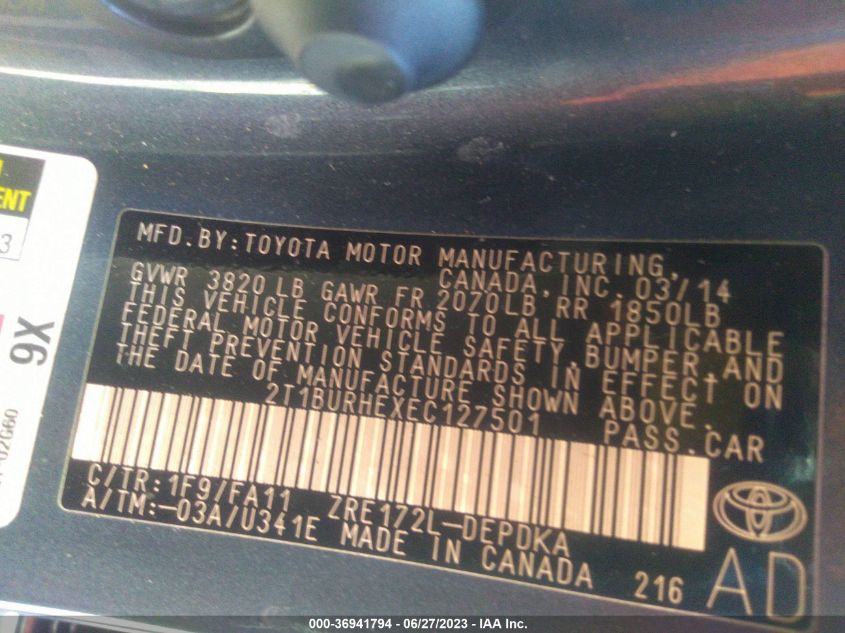 ENT
3
9X
02G60
MFD.BY:TOYOTA MOTOR MANUFACTURING,
CANADA, INC. 03/14
GVWR 3820 LB GAWR FR 2070LB RR 1850LB
THIS VEHICLE CONFORMS TO ALL APPLICABLE
FEDERAL MOTOR VEHICLE SAFETY,BUMPER,AND
THEFT PREVENTION STANDARDS IN EFFECT ON
THE DATE OF MANUFACTURE SHOWN ABOVE.
2T1BURHEXEC127501 PASS.CAR
C/TR:1F9/FA11 ZRE172L-DEPDKA
A/TM:-03A/U341E MADE IN CANADA 216
AD
000-36941794 - 06/27/2023 - IAA Inc.